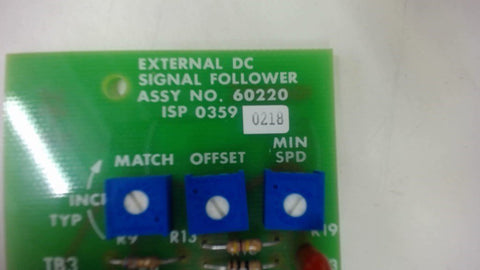 EXTERNAL DC
SIGNAL FOLLOWER
ASSY NO. 60220
ISP 0359 0218
MATCH OFFSET MIN SPD
TYP
R9 R13 R19
TB3